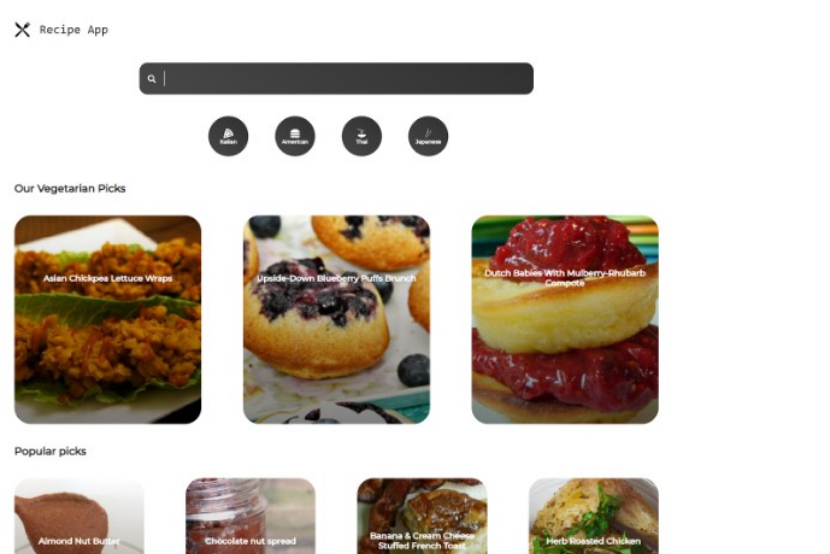 Recipe App
Italian
American
Thai
Japanese
Our Vegetarian Picks
Asian Chickpea Lettuce Wraps
Upside-Down Blueberry Puffs Brunch
Dutch Babies With Mulberry-Rhubarb
Compote
Popular picks
Almond Nut Butter
Chocolate nut spread
Banana & Cream Cheese
Stuffed French Toast
Herb Roasted Chicken